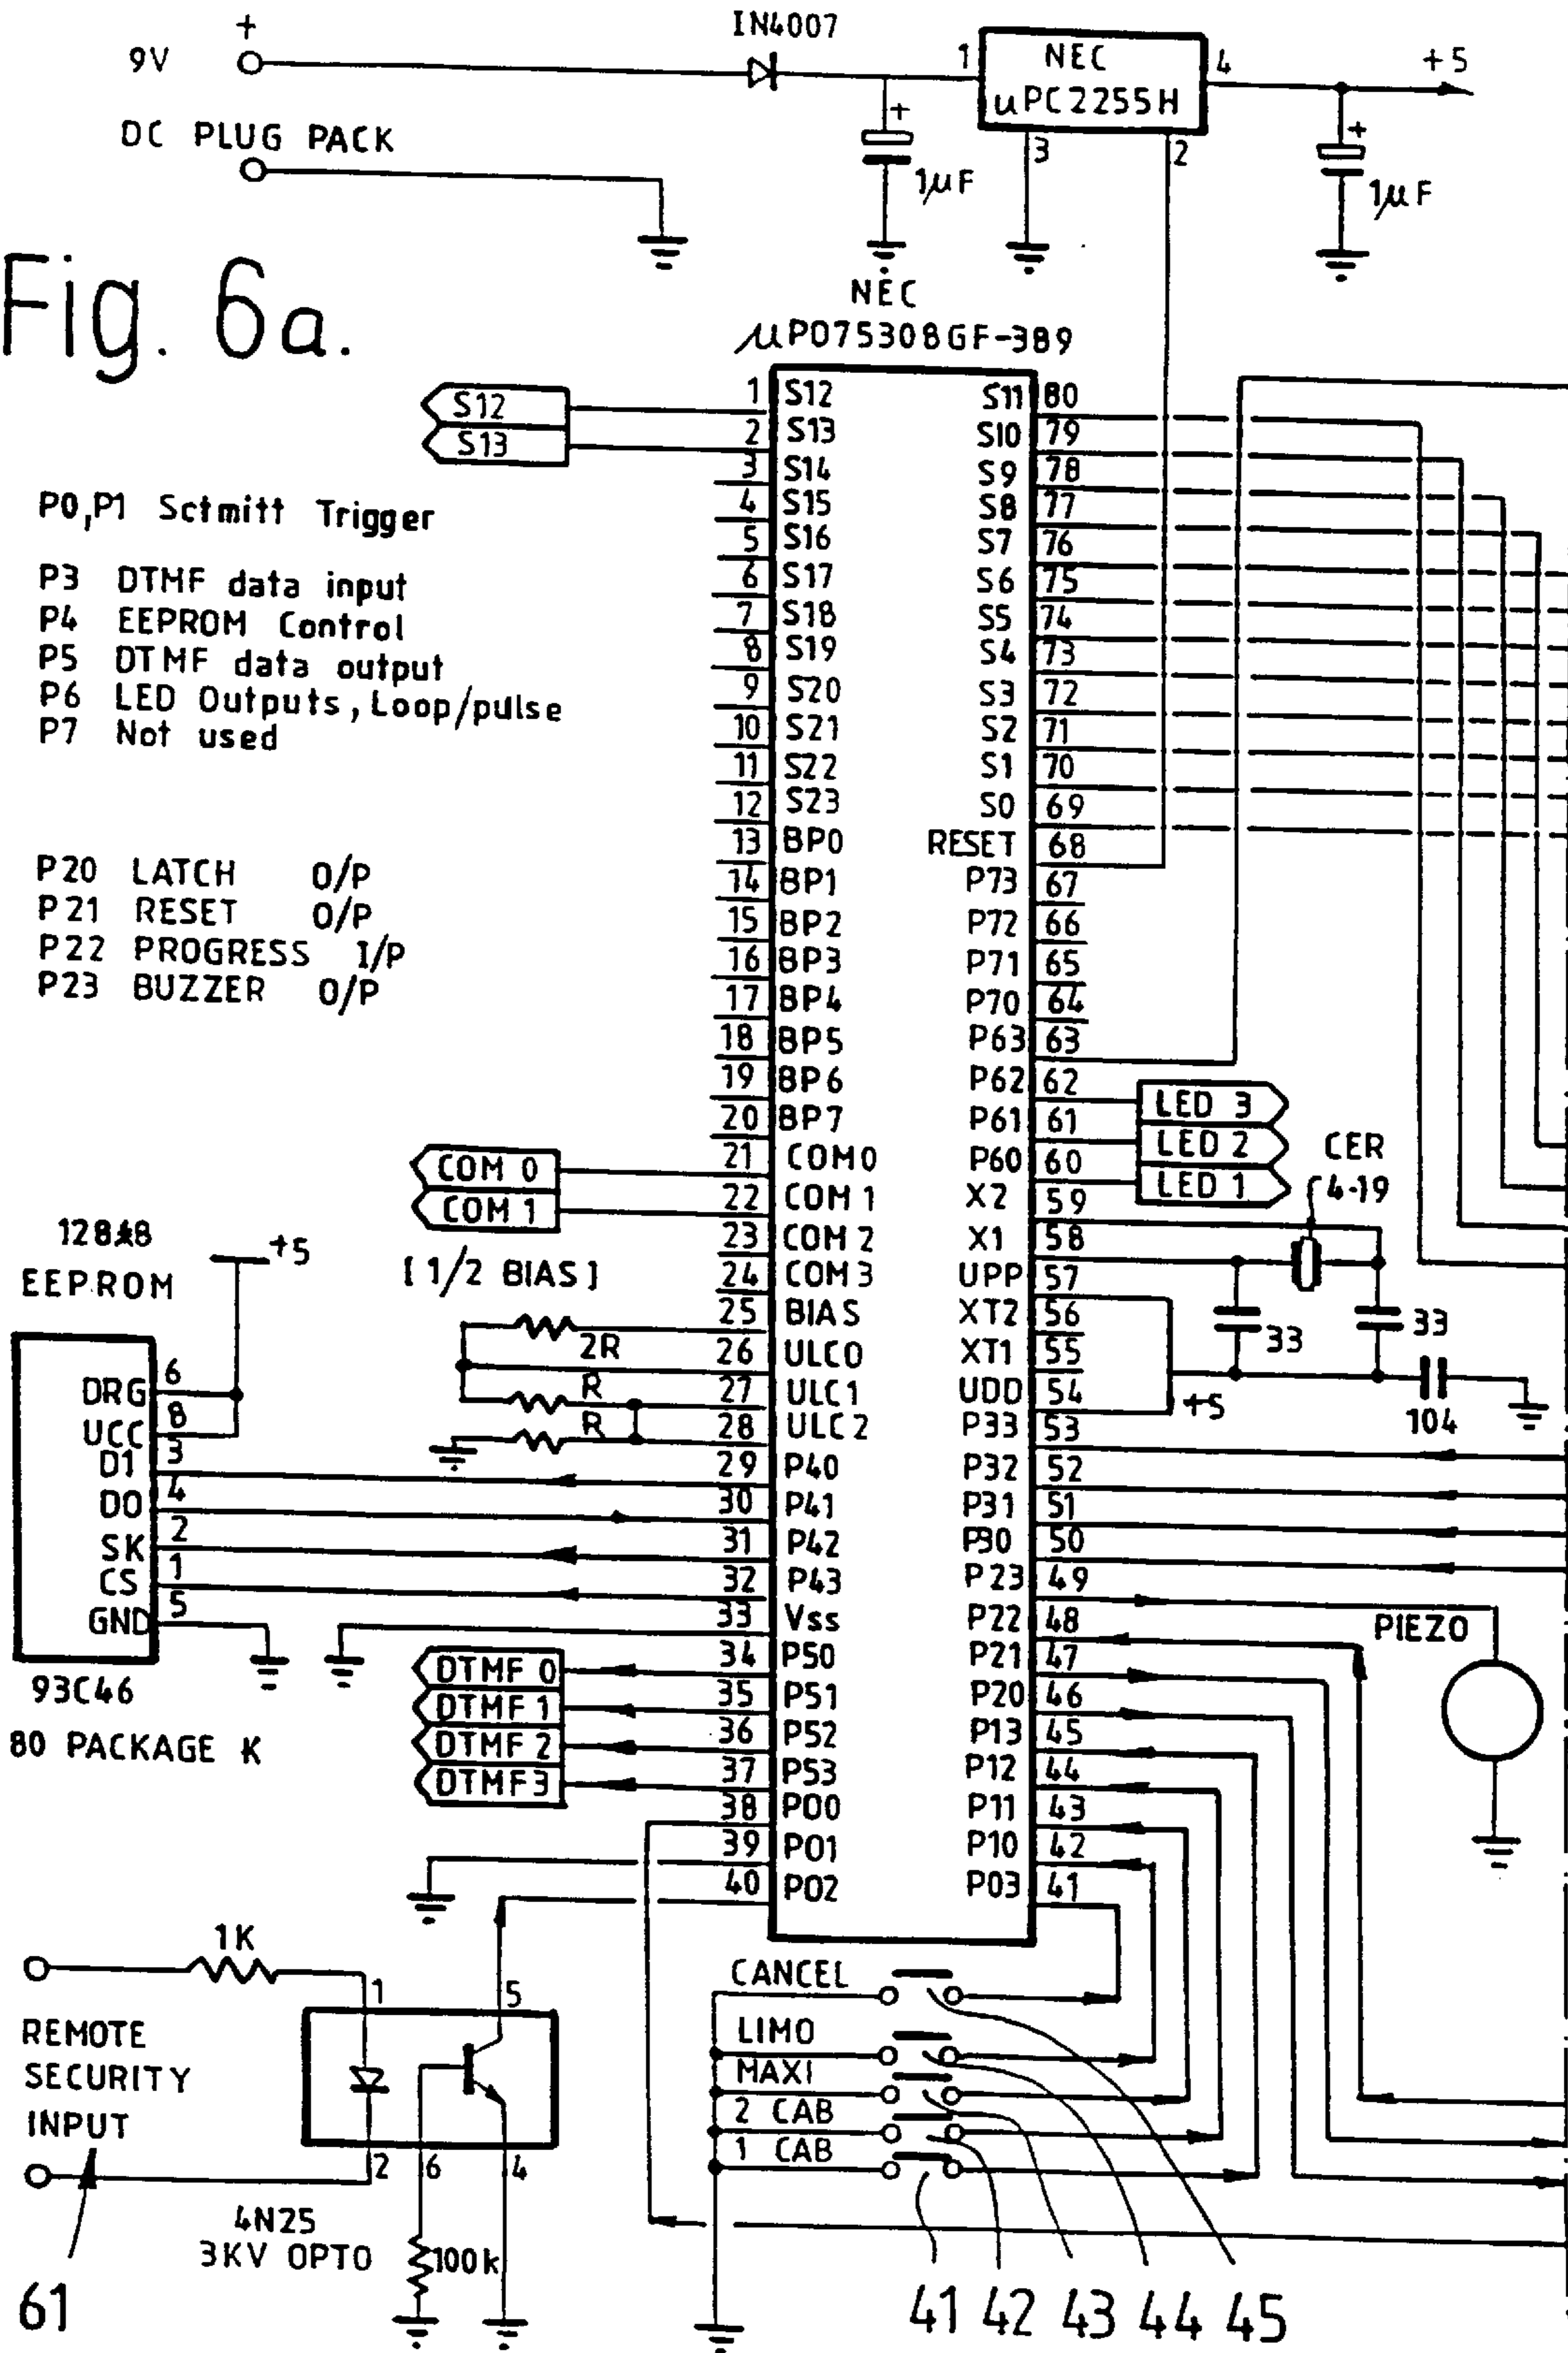 +
9V
DC PLUG PACK
IN4007
1
NEC
µPC2255H
4
+5
3
2
+
1µF
+
1µF
Fig. 6a.
NEC
µPD75308GF-389
S12
S13
P0,P1 Sctmitt Trigger
P3 DTMF data input
P4 EEPROM Control
P5 DTMF data output
P6 LED Outputs, Loop/pulse
P7 Not used
P20 LATCH O/P
P21 RESET O/P
P22 PROGRESS I/P
P23 BUZZER O/P
1 S12
2 S13
3 S14
4 S15
5 S16
6 S17
7 S18
8 S19
9 S20
10 S21
11 S22
12 S23
13 BP0
14 BP1
15 BP2
16 BP3
17 BP4
18 BP5
19 BP6
20 BP7
21 COM0
22 COM 1
23 COM 2
24 COM 3
25 BIAS
26 ULC0
27 ULC1
28 ULC 2
29 P40
30 P41
31 P42
32 P43
33 Vss
34 P50
35 P51
36 P52
37 P53
38 P00
39 P01
40 P02
S11 80
S10 79
S9 78
S8 77
S7 76
S6 75
S5 74
S4 73
S3 72
S2 71
S1 70
S0 69
RESET 68
P73 67
P72 66
P71 65
P70 64
P63 63
P62 62
P61 61
P60 60
X2 59
X1 58
UPP 57
XT2 56
XT1 55
UDD 54
P33 53
P32 52
P31 51
P30 50
P23 49
P22 48
P21 47
P20 46
P13 45
P12 44
P11 43
P10 42
P03 41
LED 3
LED 2
LED 1
CER
4-19
33
33
+5
104
PIEZO
COM 0
COM 1
[1/2 BIAS]
2R
R
R
128*8
EEPROM
+5
DRG 6
UCC 8
D1 3
DO 4
SK 2
CS 1
GND 5
93C46
80 PACKAGE K
DTMF 0
DTMF 1
DTMF 2
DTMF3
1K
1
5
REMOTE
SECURITY
INPUT
2
6
4
4N25
3KV OPTO
100k
61
CANCEL
LIMO
MAXI
2 CAB
1 CAB
41 42 43 44 45